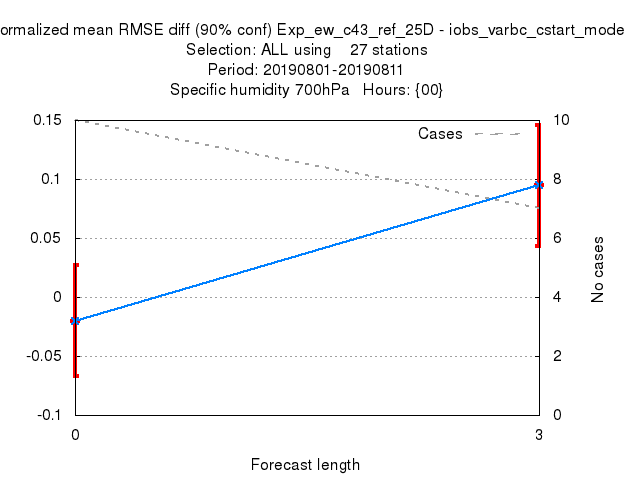 ormalized mean RMSE diff (90% conf) Exp_ew_c43_ref_25D - iobs_varbc_cstart_mode
Selection: ALL using    27 stations
Period: 20190801-20190811
Specific humidity 700hPa   Hours: {00}
0.15
0.1
0.05
0
-0.05
-0.1
Cases
10
8
6
4
2
0
No cases
0
3
Forecast length